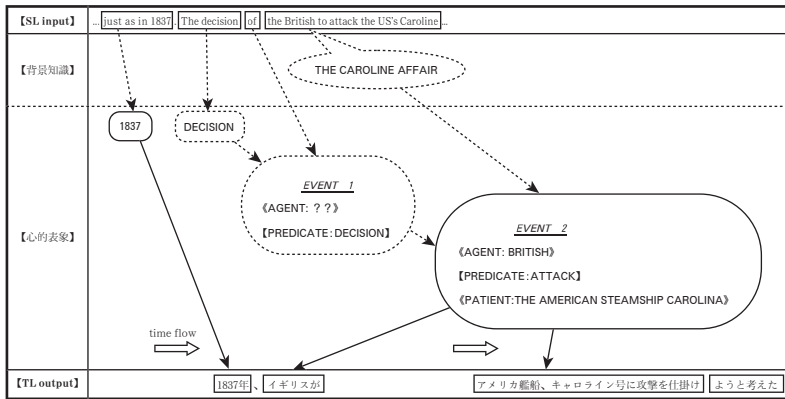 【SL input】
... just as in 1837. The decision of the British to attack the US's Caroline ...
【背景知識】
THE CAROLINE AFFAIR
1837
DECISION
EVENT 1
《AGENT: ??》
【PREDICATE: DECISION】
【心的表象】
EVENT 2
《AGENT: BRITISH》
【PREDICATE: ATTACK】
《PATIENT:THE AMERICAN STEAMSHIP CAROLINA》
time flow
【TL output】
1837年、イギリスが
アメリカ艦船、キャロライン号に攻撃を仕掛け ようと考えた